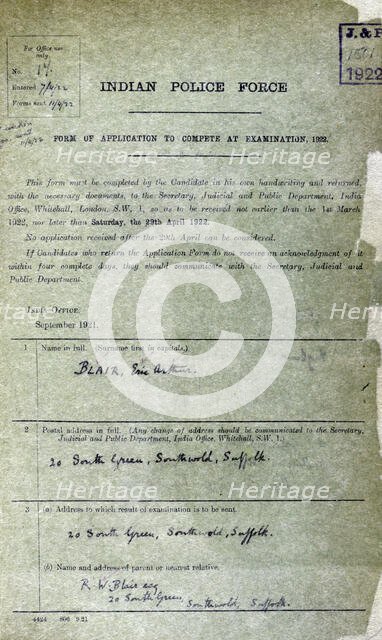 For Office use
only
No. 17.
Entered 7/4/22
Forms sent 11/4/22
J. & P.
1922
INDIAN POLICE FORCE
FORM OF APPLICATION TO COMPETE AT EXAMINATION, 1922.
This form must be completed by the Candidate in his own handwriting and returned,
with the necessary documents, to the Secretary, Judicial and Public Department, India
Office, Whitehall, London, S.W. 1, so as to be received not earlier than the 1st March
1922, nor later than Saturday, the 29th April 1922.
No application received after the 29th April can be considered.
If Candidates who return the Application Form do not receive an acknowledgment of it
within four complete days, they should communicate with the Secretary, Judicial and
Public Department.
INDIA OFFICE,
September 1921.
1 Name in full. (Surname first in capitals.)
BLAIR, Eric Arthur.
2 Postal address in full. (Any change of address should be communicated to the Secretary,
Judicial and Public Department, India Office, Whitehall, S.W. 1.)
20 South Green, Southwold, Suffolk.
3 (a) Address to which result of examination is to be sent.
20 South Green, Southwold, Suffolk.
(b) Name and address of parent or nearest relative.
R. W. Blair esq
20 South Green
Southwold, Suffolk.
4424 500 9.21
Heritage
Heritage
Heritage
Heritage
Heritage
Heritage
Heritage
Heritage
C